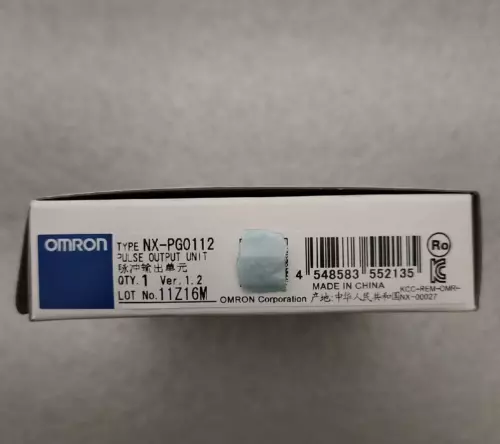 OMRON
TYPE NX-PG0112
PULSE OUTPUT UNIT
脉冲输出单元
QTY. 1 Ver. 1.2
LOT No. 11Z16M
OMRON Corporation
4 548583 552135
MADE IN CHINA
产地:中华人民共和国
Ro
KCC-REM-OMR-
NX-00027